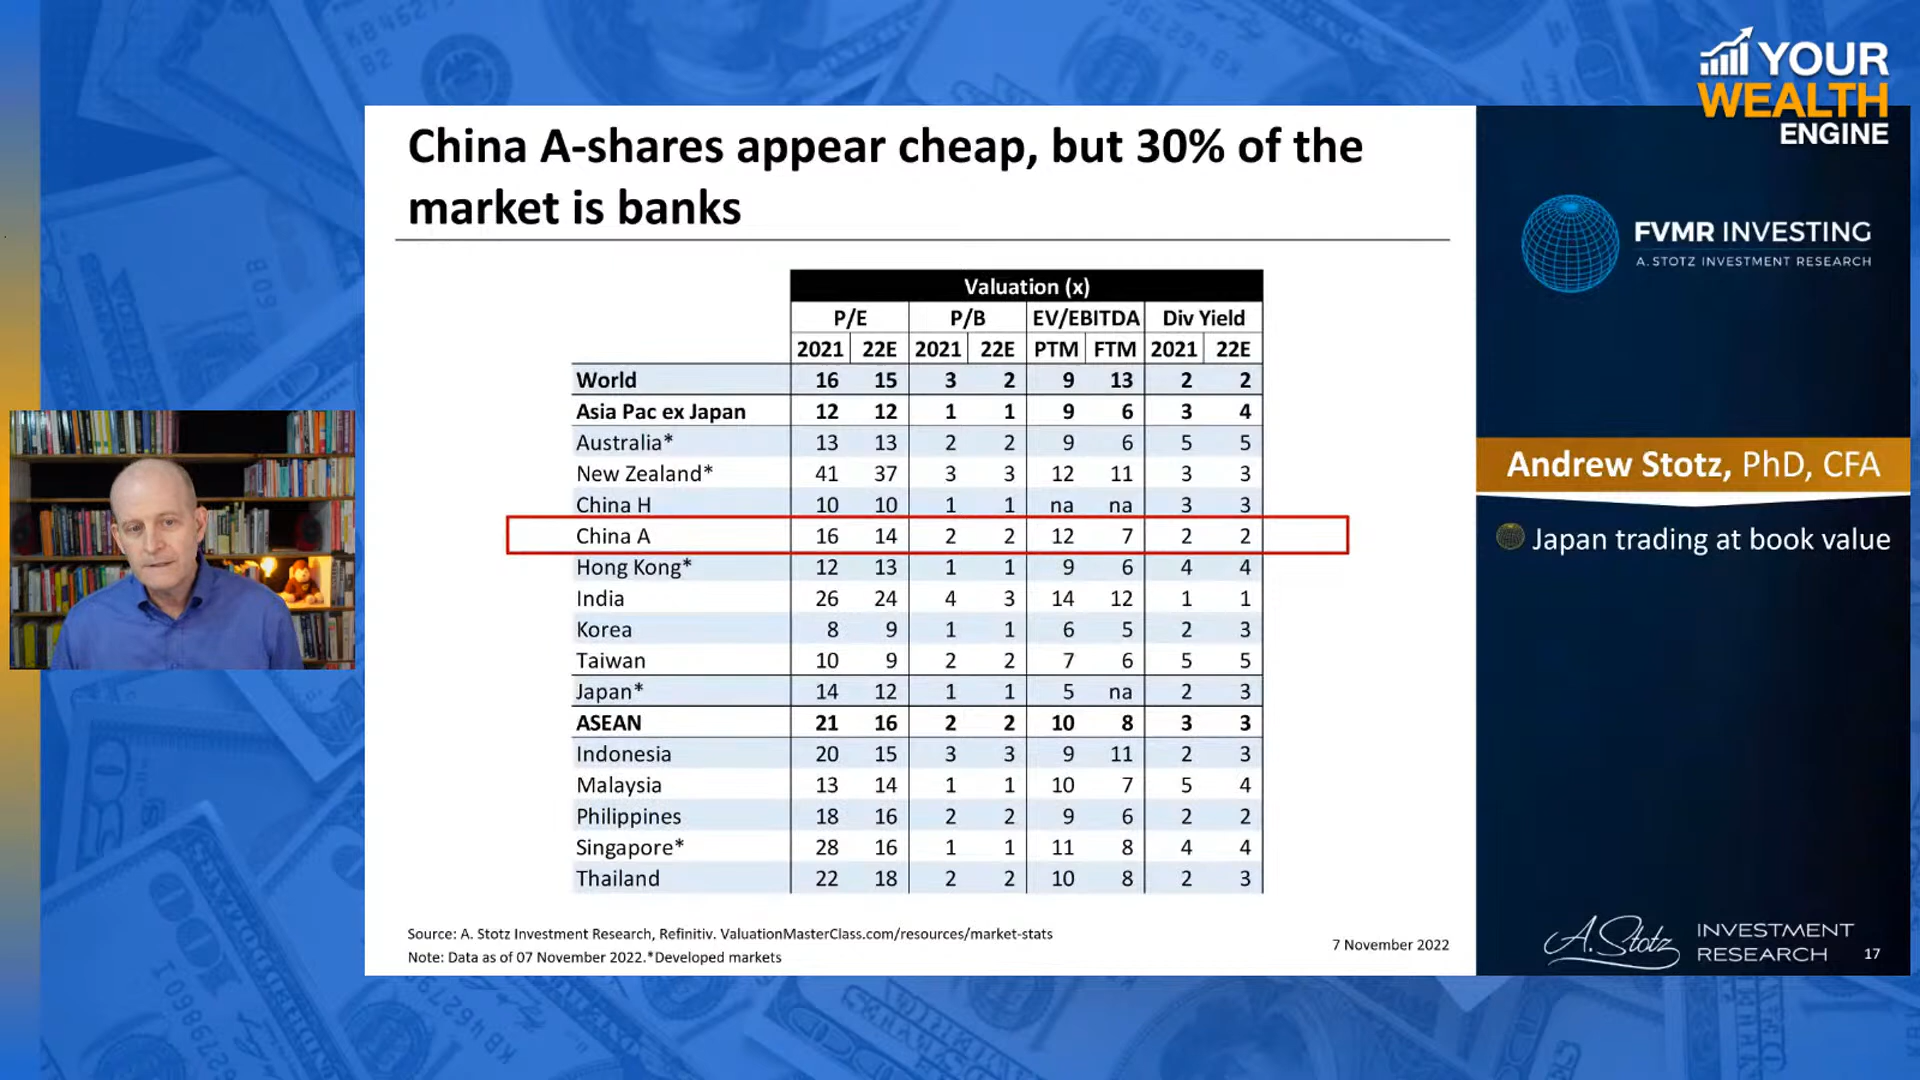 YOUR
WEALTH
ENGINE
China A-shares appear cheap, but 30% of the
market is banks
Valuation (x)
P/E P/B EV/EBITDA Div Yield
2021 22E 2021 22E PTM FTM 2021 22E
World 16 15 3 2 9 13 2 2
Asia Pac ex Japan 12 12 1 1 9 6 3 4
Australia* 13 13 2 2 9 6 5 5
New Zealand* 41 37 3 3 12 11 3 3
China H 10 10 1 1 na na 3 3
China A 16 14 2 2 12 7 2 2
Hong Kong* 12 13 1 1 9 6 4 4
India 26 24 4 3 14 12 1 1
Korea 8 9 1 1 6 5 2 3
Taiwan 10 9 2 2 7 6 5 5
Japan* 14 12 1 1 5 na 2 3
ASEAN 21 16 2 2 10 8 3 3
Indonesia 20 15 3 3 9 11 2 3
Malaysia 13 14 1 1 10 7 5 4
Philippines 18 16 2 2 9 6 2 2
Singapore* 28 16 1 1 11 8 4 4
Thailand 22 18 2 2 10 8 2 3
Source: A. Stotz Investment Research, Refinitiv. ValuationMasterClass.com/resources/market-stats
Note: Data as of 07 November 2022.*Developed markets
7 November 2022
FVMR INVESTING
A. STOTZ INVESTMENT RESEARCH
Andrew Stotz, PhD, CFA
Japan trading at book value
A. Stotz
INVESTMENT
RESEARCH
17